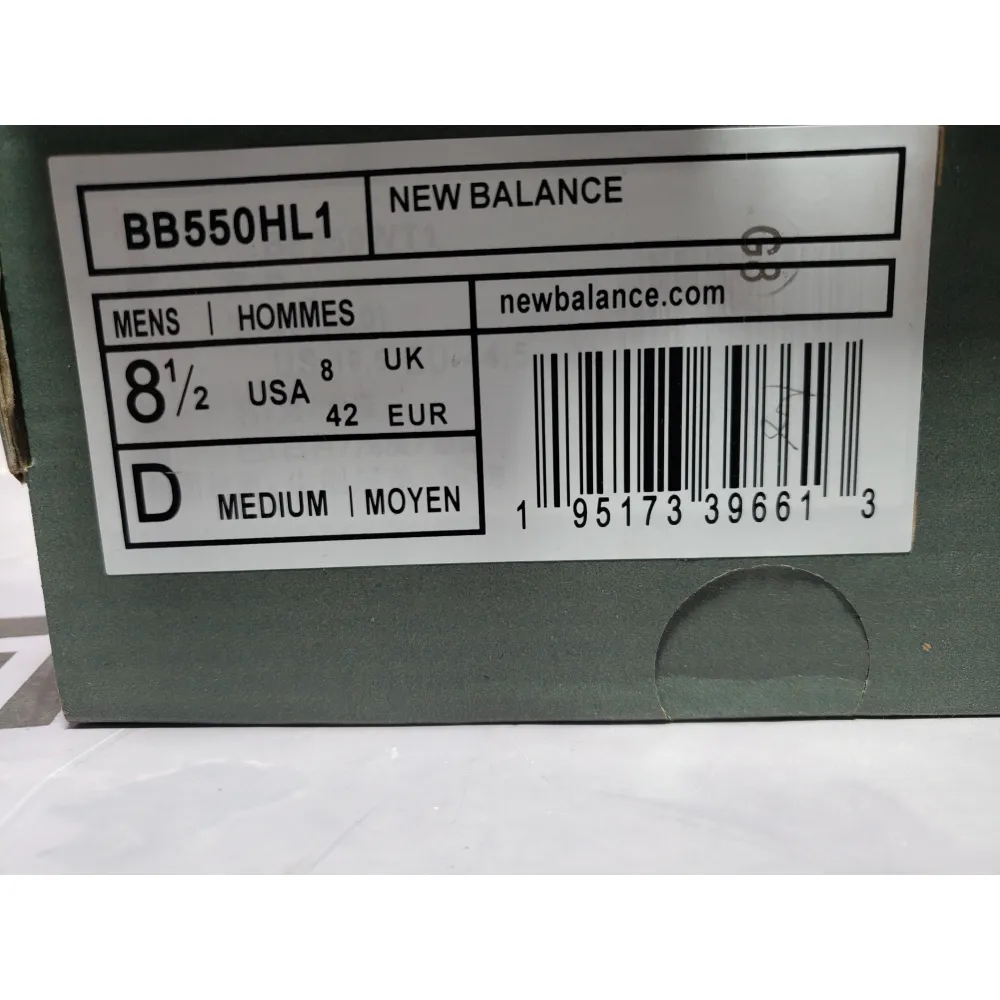 BB550HL1
NEW BALANCE
GB
MENS | HOMMES
newbalance.com
8½ USA 8 UK
42 EUR
D MEDIUM | MOYEN
1 95173 39661 3